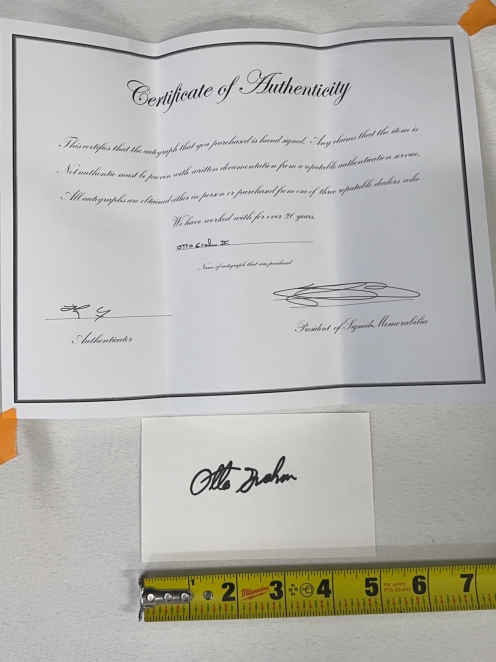 Certificate of Authenticity
This certifies that the autograph that you purchased is hand signed. Any claims that the item is
Not authentic must be proven with written documentation from a reputable authentication service.
All autographs are obtained either in person or purchased from one of three reputable dealers who
We have worked with for over 20 years.
Name of autograph that was purchased
Authenticator
President of Signed Memorabilia
Otto Graham
2 Milwaukee 3 4 5 6 7